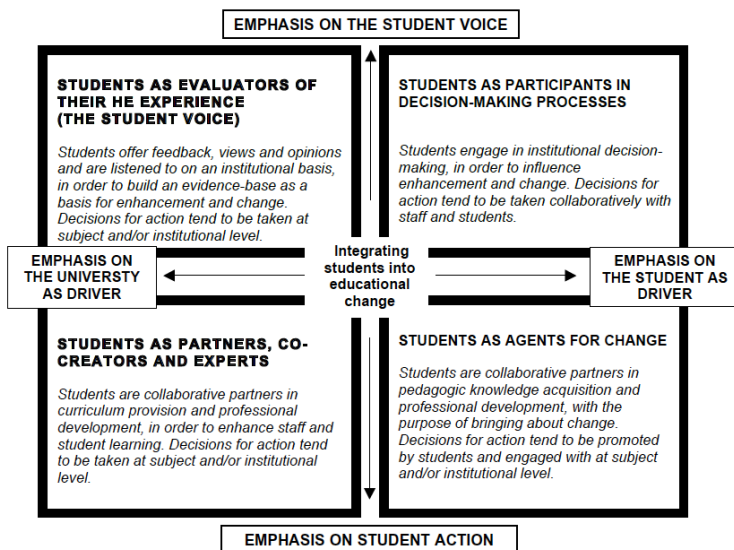 EMPHASIS ON THE STUDENT VOICE
STUDENTS AS EVALUATORS OF
THEIR HE EXPERIENCE
(THE STUDENT VOICE)
Students offer feedback, views and opinions
and are listened to on an institutional basis,
in order to build an evidence-base as a
basis for enhancement and change.
Decisions for action tend to be taken at
subject and/or institutional level.
STUDENTS AS PARTICIPANTS IN
DECISION-MAKING PROCESSES
Students engage in institutional decision-
making, in order to influence
enhancement and change. Decisions for
action tend to be taken collaboratively with
staff and students.
EMPHASIS ON
THE UNIVERSTY
AS DRIVER
Integrating
students into
educational
change
EMPHASIS ON
THE STUDENT AS
DRIVER
STUDENTS AS PARTNERS, CO-
CREATORS AND EXPERTS
Students are collaborative partners in
curriculum provision and professional
development, in order to enhance staff and
student learning. Decisions for action tend
to be taken at subject and/or institutional
level.
STUDENTS AS AGENTS FOR CHANGE
Students are collaborative partners in
pedagogic knowledge acquisition and
professional development, with the
purpose of bringing about change.
Decisions for action tend to be promoted
by students and engaged with at subject
and/or institutional level.
EMPHASIS ON STUDENT ACTION